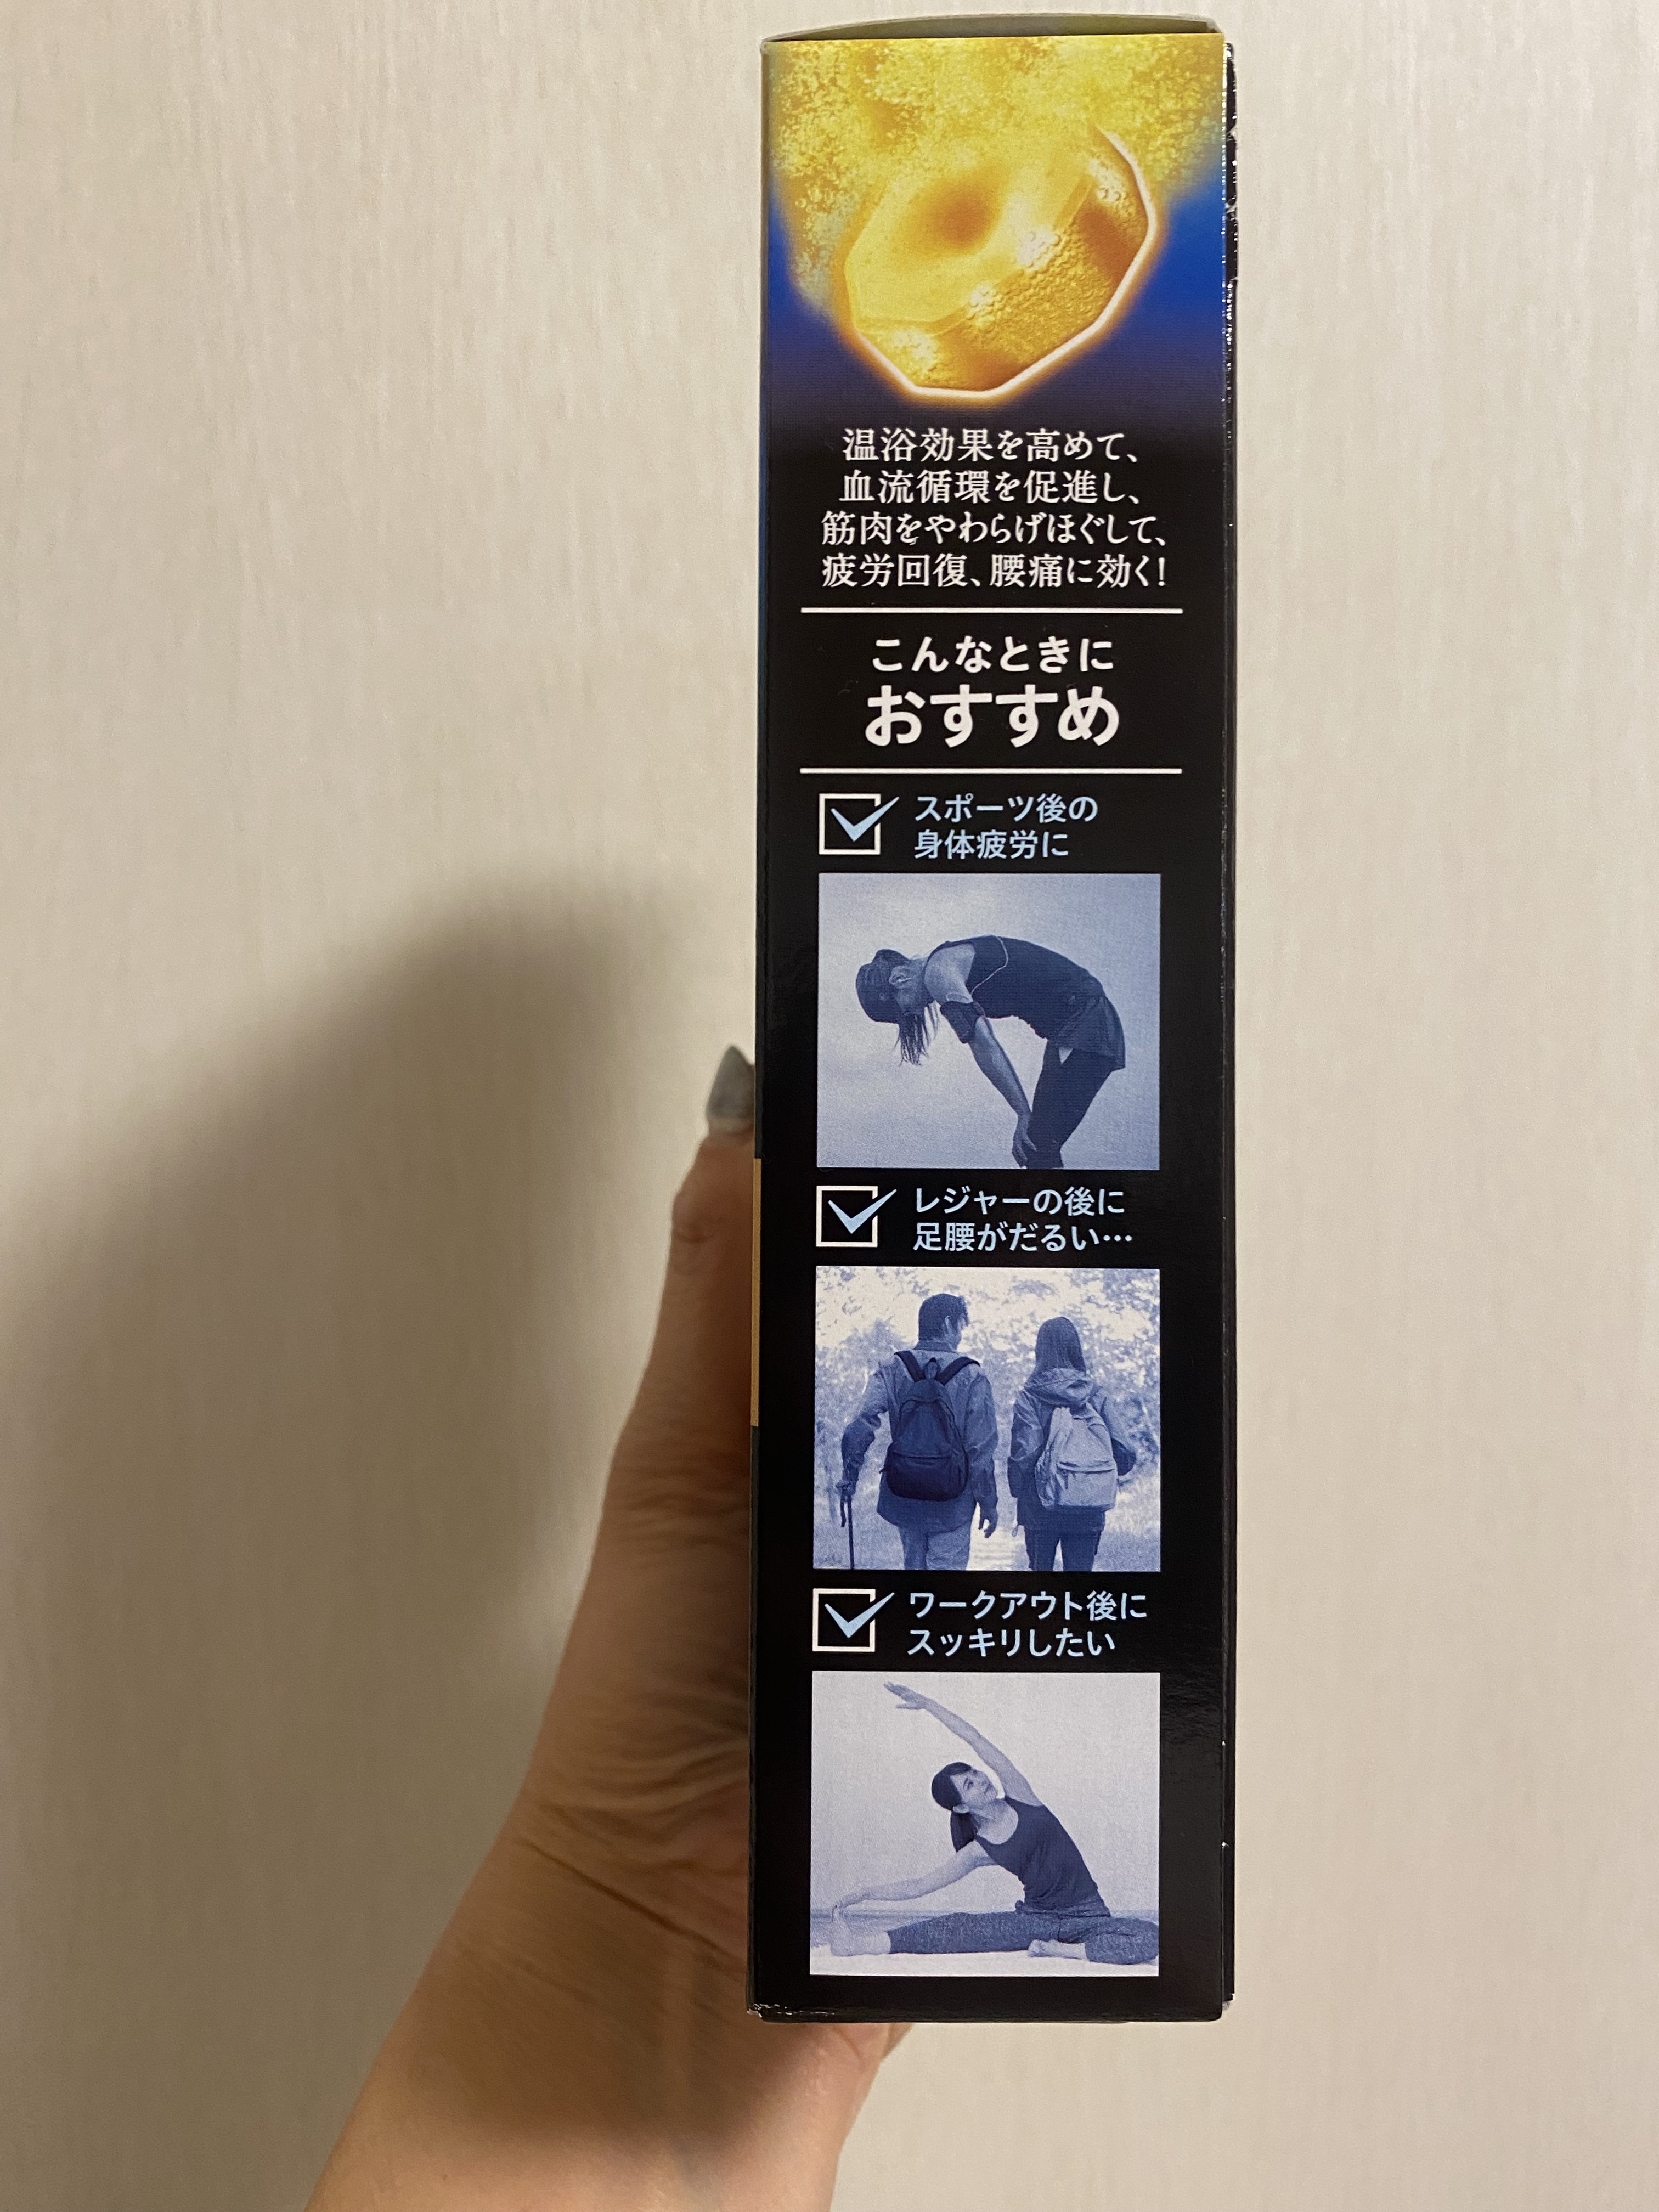 温浴効果を高めて、
血流循環を促進し、
筋肉をやわらげほぐして、
疲労回復、腰痛に効く!
こんなときに
おすすめ
スポーツ後の
身体疲労に
レジャーの後に
足腰がだるい…
ワークアウト後に
スッキリしたい